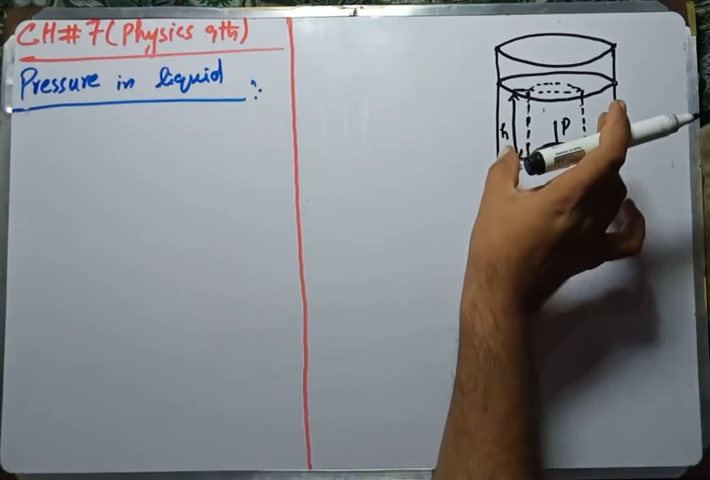 CH# 7 (Physics 9th)
Pressure in liquid :
h
P